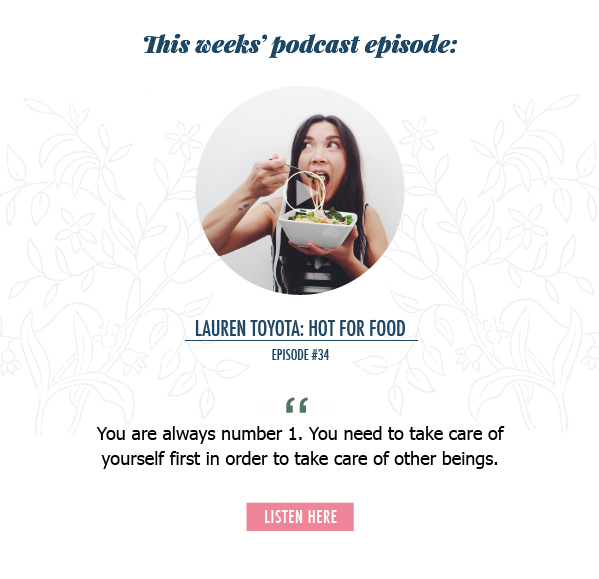 This weeks’ podcast episode:
LAUREN TOYOTA: HOT FOR FOOD
EPISODE #34
“
You are always number 1. You need to take care of
yourself first in order to take care of other beings.
LISTEN HERE